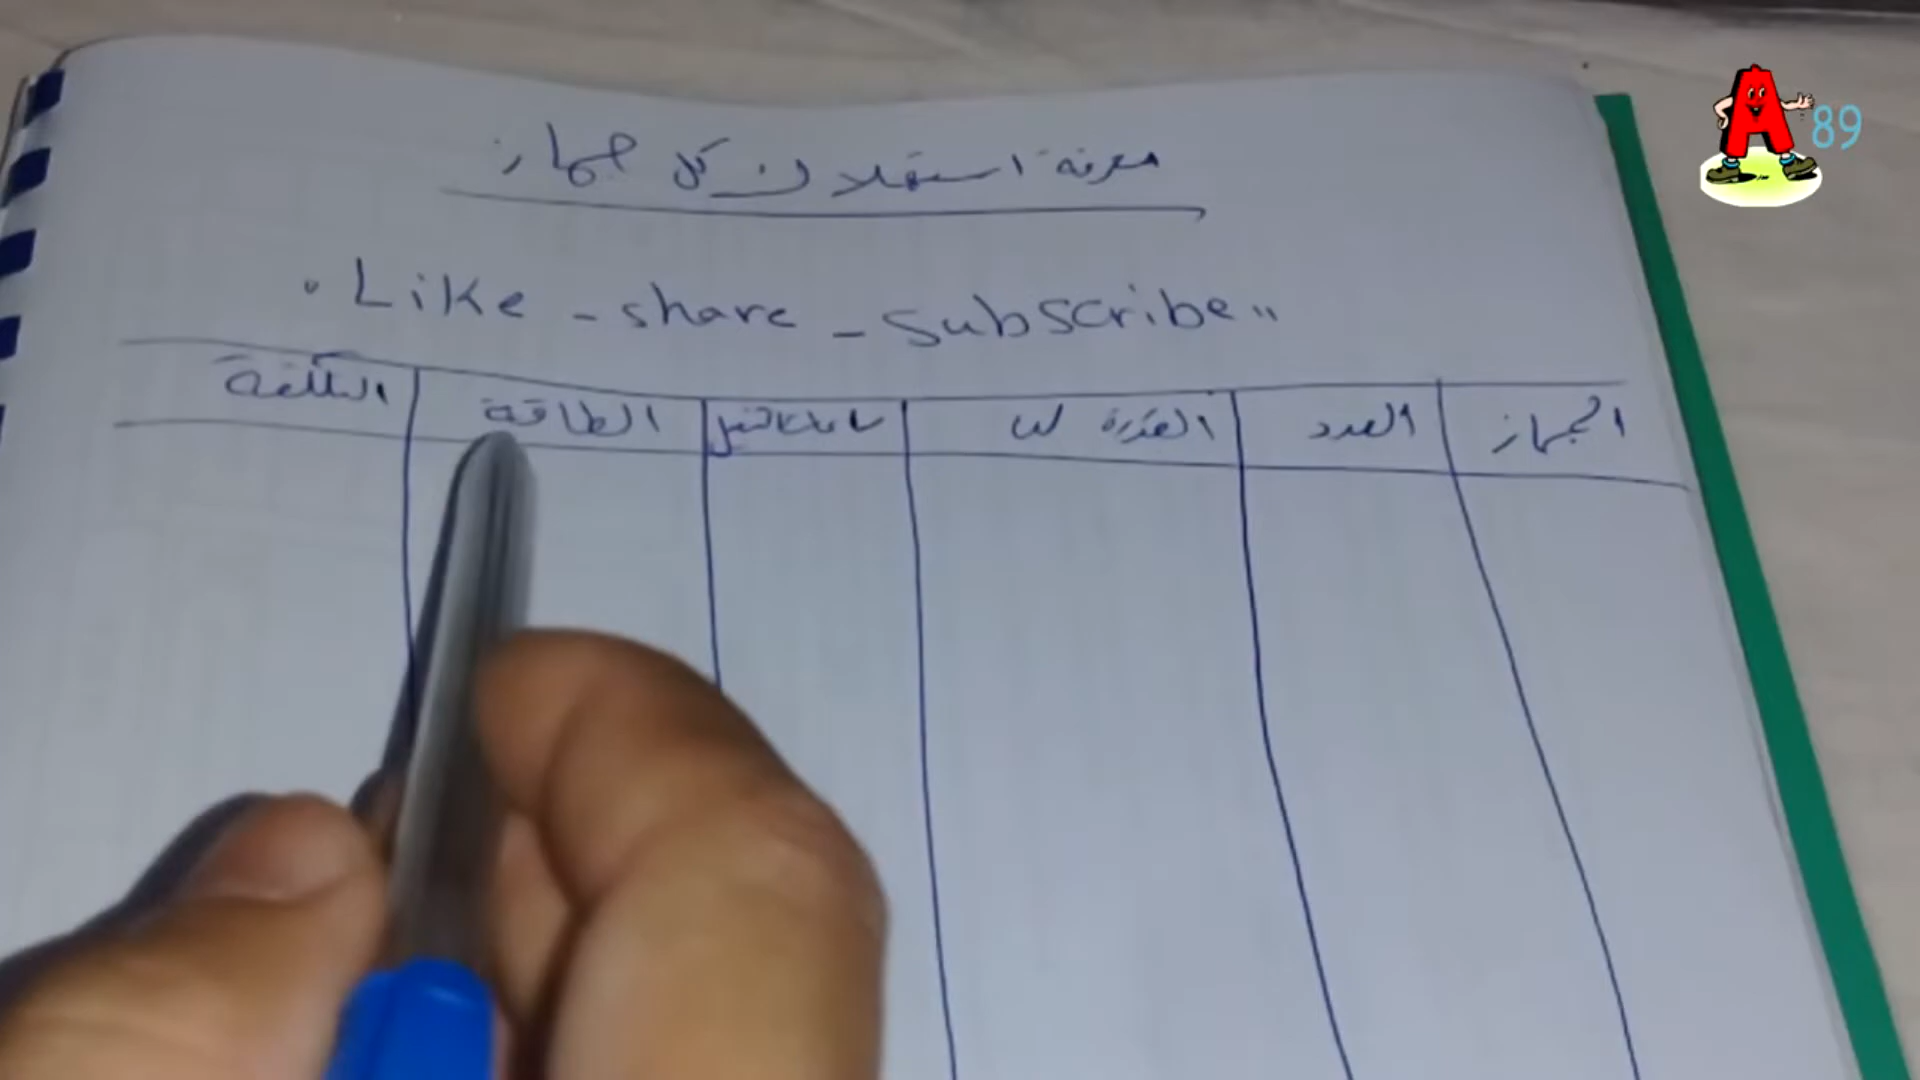 معرفة استهلاك كل جهاز
" Like - share - Subscribe "
الجهاز العدد القدرة ساعات التشغيل الطاقة التكلفة
A 89